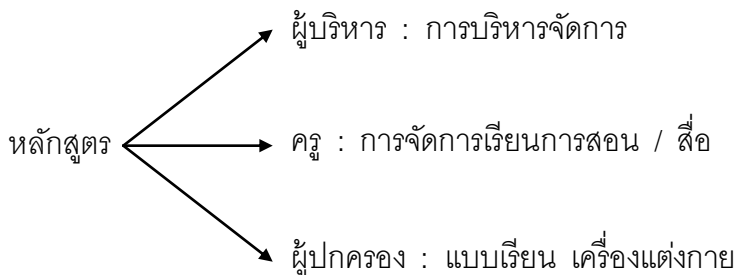 ผู้บริหาร : การบริหารจัดการ
หลักสูตร
ครู : การจัดการเรียนการสอน / สื่อ
ผู้ปกครอง : แบบเรียน เครื่องแต่งกาย